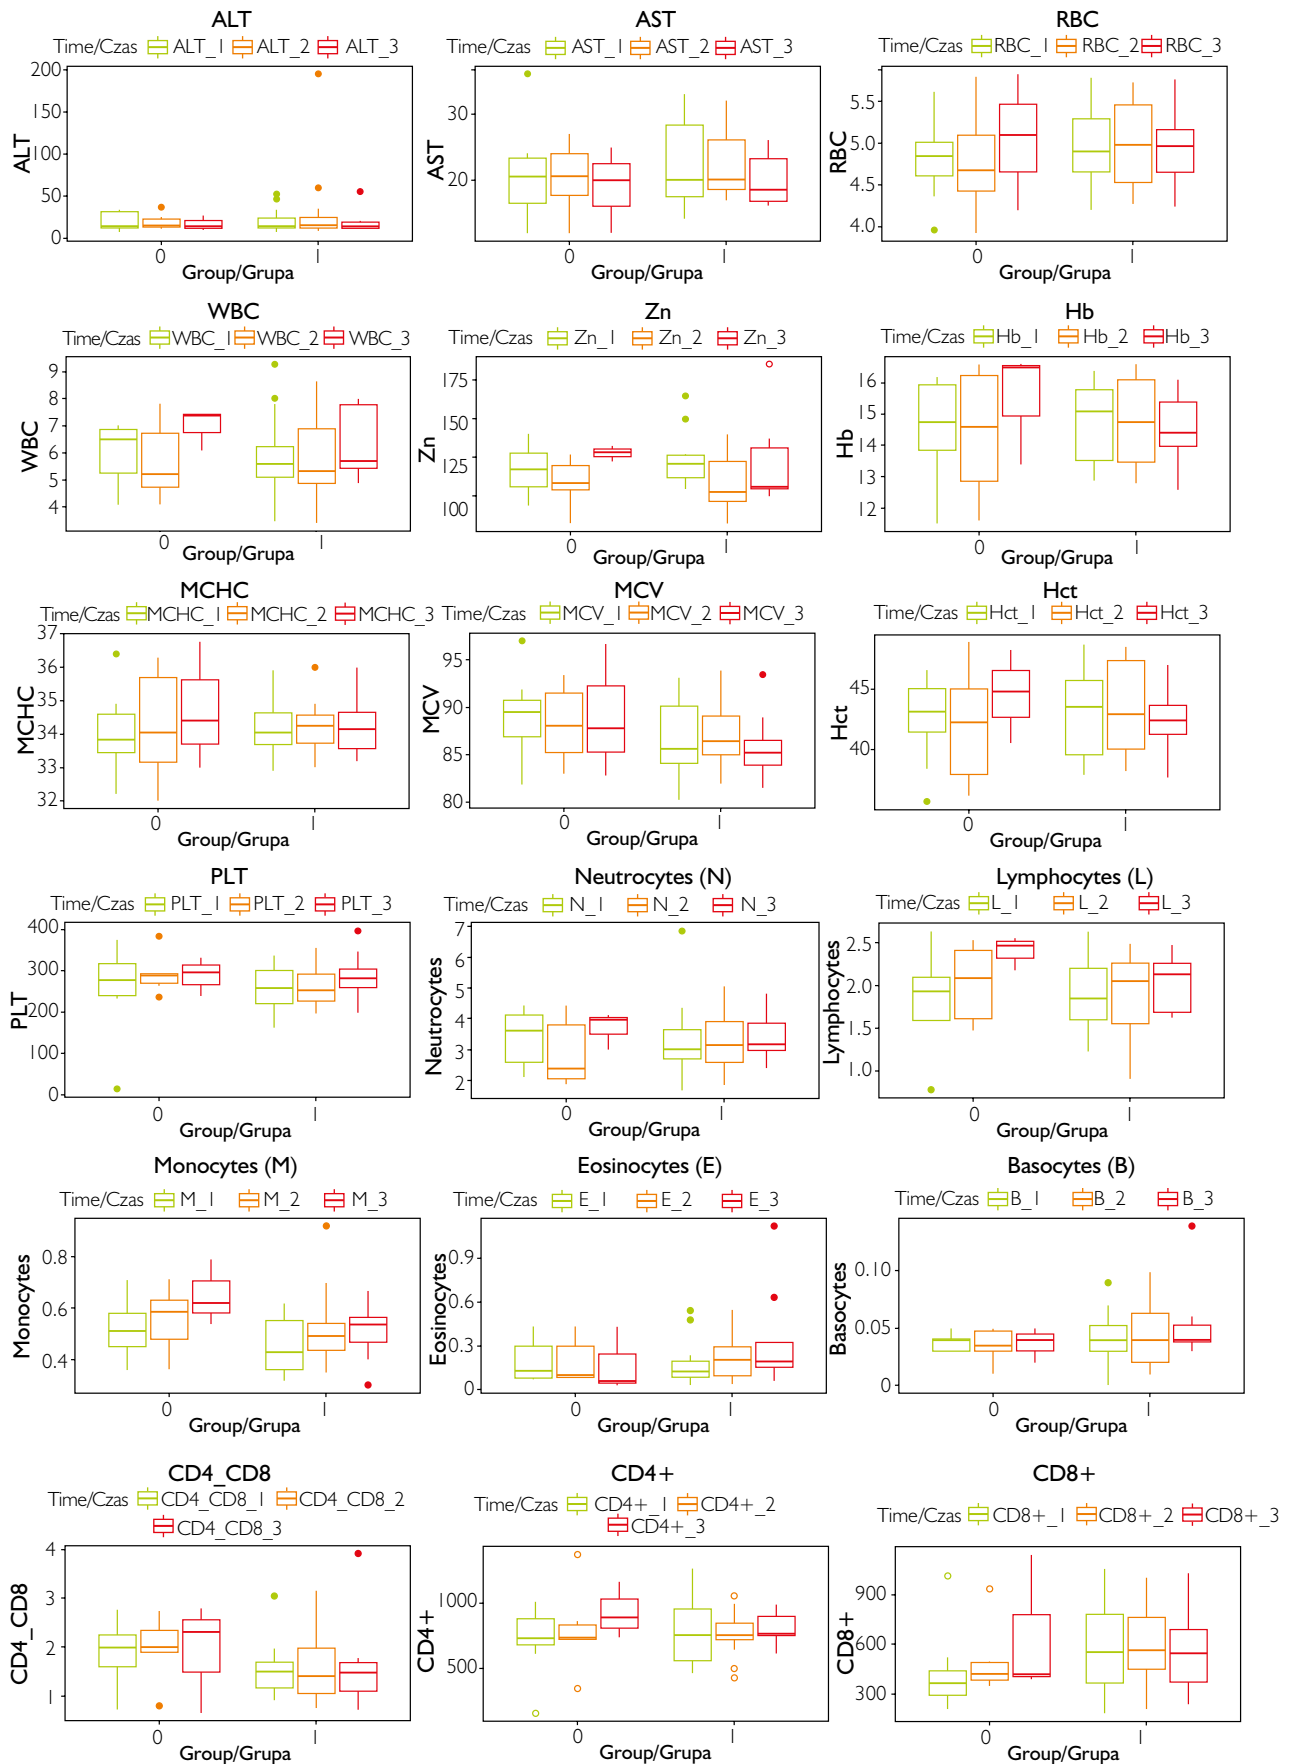 ALT
Time/Czas ALT_1 ALT_2 ALT_3
200
150
100
50
0
ALT
0 1
Group/Grupa
AST
Time/Czas AST_1 AST_2 AST_3
30
20
AST
0 1
Group/Grupa
RBC
Time/Czas RBC_1 RBC_2 RBC_3
5.5
5.0
4.5
4.0
RBC
0 1
Group/Grupa
WBC
Time/Czas WBC_1 WBC_2 WBC_3
9
8
7
6
5
4
WBC
0 1
Group/Grupa
Zn
Time/Czas Zn_1 Zn_2 Zn_3
175
150
125
100
Zn
0 1
Group/Grupa
Hb
Time/Czas Hb_1 Hb_2 Hb_3
16
15
14
13
12
Hb
0 1
Group/Grupa
MCHC
Time/Czas MCHC_1 MCHC_2 MCHC_3
37
36
35
34
33
32
MCHC
0 1
Group/Grupa
MCV
Time/Czas MCV_1 MCV_2 MCV_3
95
90
85
80
MCV
0 1
Group/Grupa
Hct
Time/Czas Hct_1 Hct_2 Hct_3
45
40
Hct
0 1
Group/Grupa
PLT
Time/Czas PLT_1 PLT_2 PLT_3
400
300
200
100
0
PLT
0 1
Group/Grupa
Neutrocytes (N)
Time/Czas N_1 N_2 N_3
7
6
5
4
3
2
Neutrocytes
0 1
Group/Grupa
Lymphocytes (L)
Time/Czas L_1 L_2 L_3
2.5
2.0
1.5
1.0
Lymphocytes
0 1
Group/Grupa
Monocytes (M)
Time/Czas M_1 M_2 M_3
0.8
0.6
0.4
Monocytes
0 1
Group/Grupa
Eosinocytes (E)
Time/Czas E_1 E_2 E_3
0.9
0.6
0.3
0
Eosinocytes
0 1
Group/Grupa
Basocytes (B)
Time/Czas B_1 B_2 B_3
0.10
0.05
0
Basocytes
0 1
Group/Grupa
CD4_CD8
Time/Czas CD4_CD8_1 CD4_CD8_2
CD4_CD8_3
4
3
2
1
CD4_CD8
0 1
Group/Grupa
CD4+
Time/Czas CD4+_1 CD4+_2
CD4+_3
1000
500
CD4+
0 1
Group/Grupa
CD8+
Time/Czas CD8+_1 CD8+_2 CD8+_3
900
600
300
CD8+
0 1
Group/Grupa